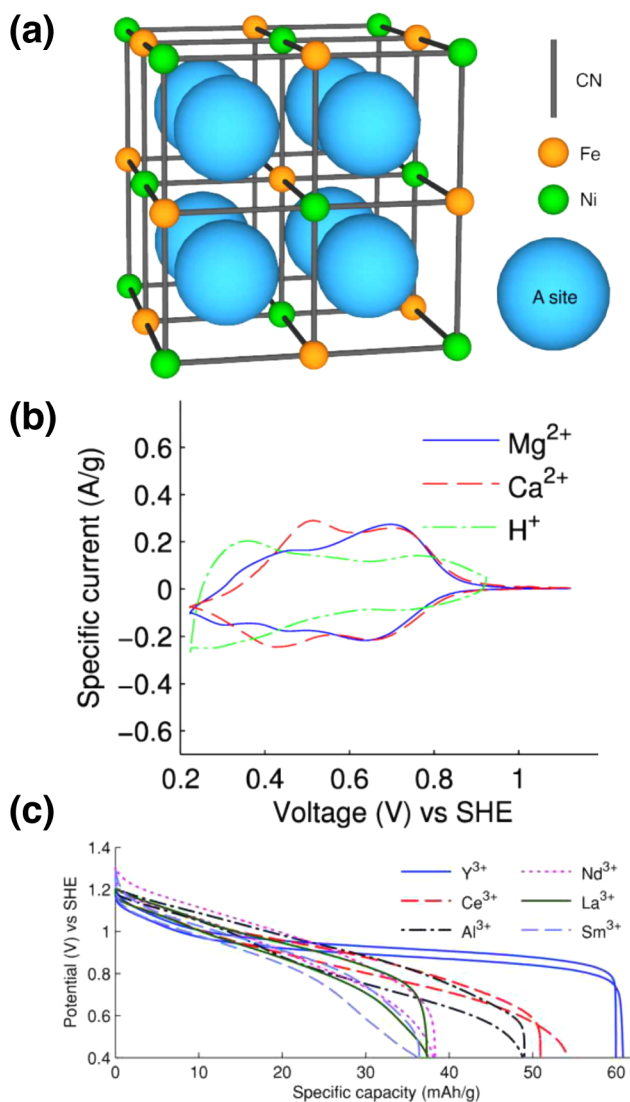 (a)
CN
Fe
Ni
A site
(b)
Specific current (A/g)
0.6
0.4
0.2
0
−0.2
−0.4
−0.6
Mg2+
Ca2+
H+
0.2 0.4 0.6 0.8 1
Voltage (V) vs SHE
(c)
Potential (V) vs SHE
1.4
1.2
1.0
0.8
0.6
0.4
Y3+ Nd3+
Ce3+ La3+
Al3+ Sm3+
0 10 20 30 40 50 60
Specific capacity (mAh/g)